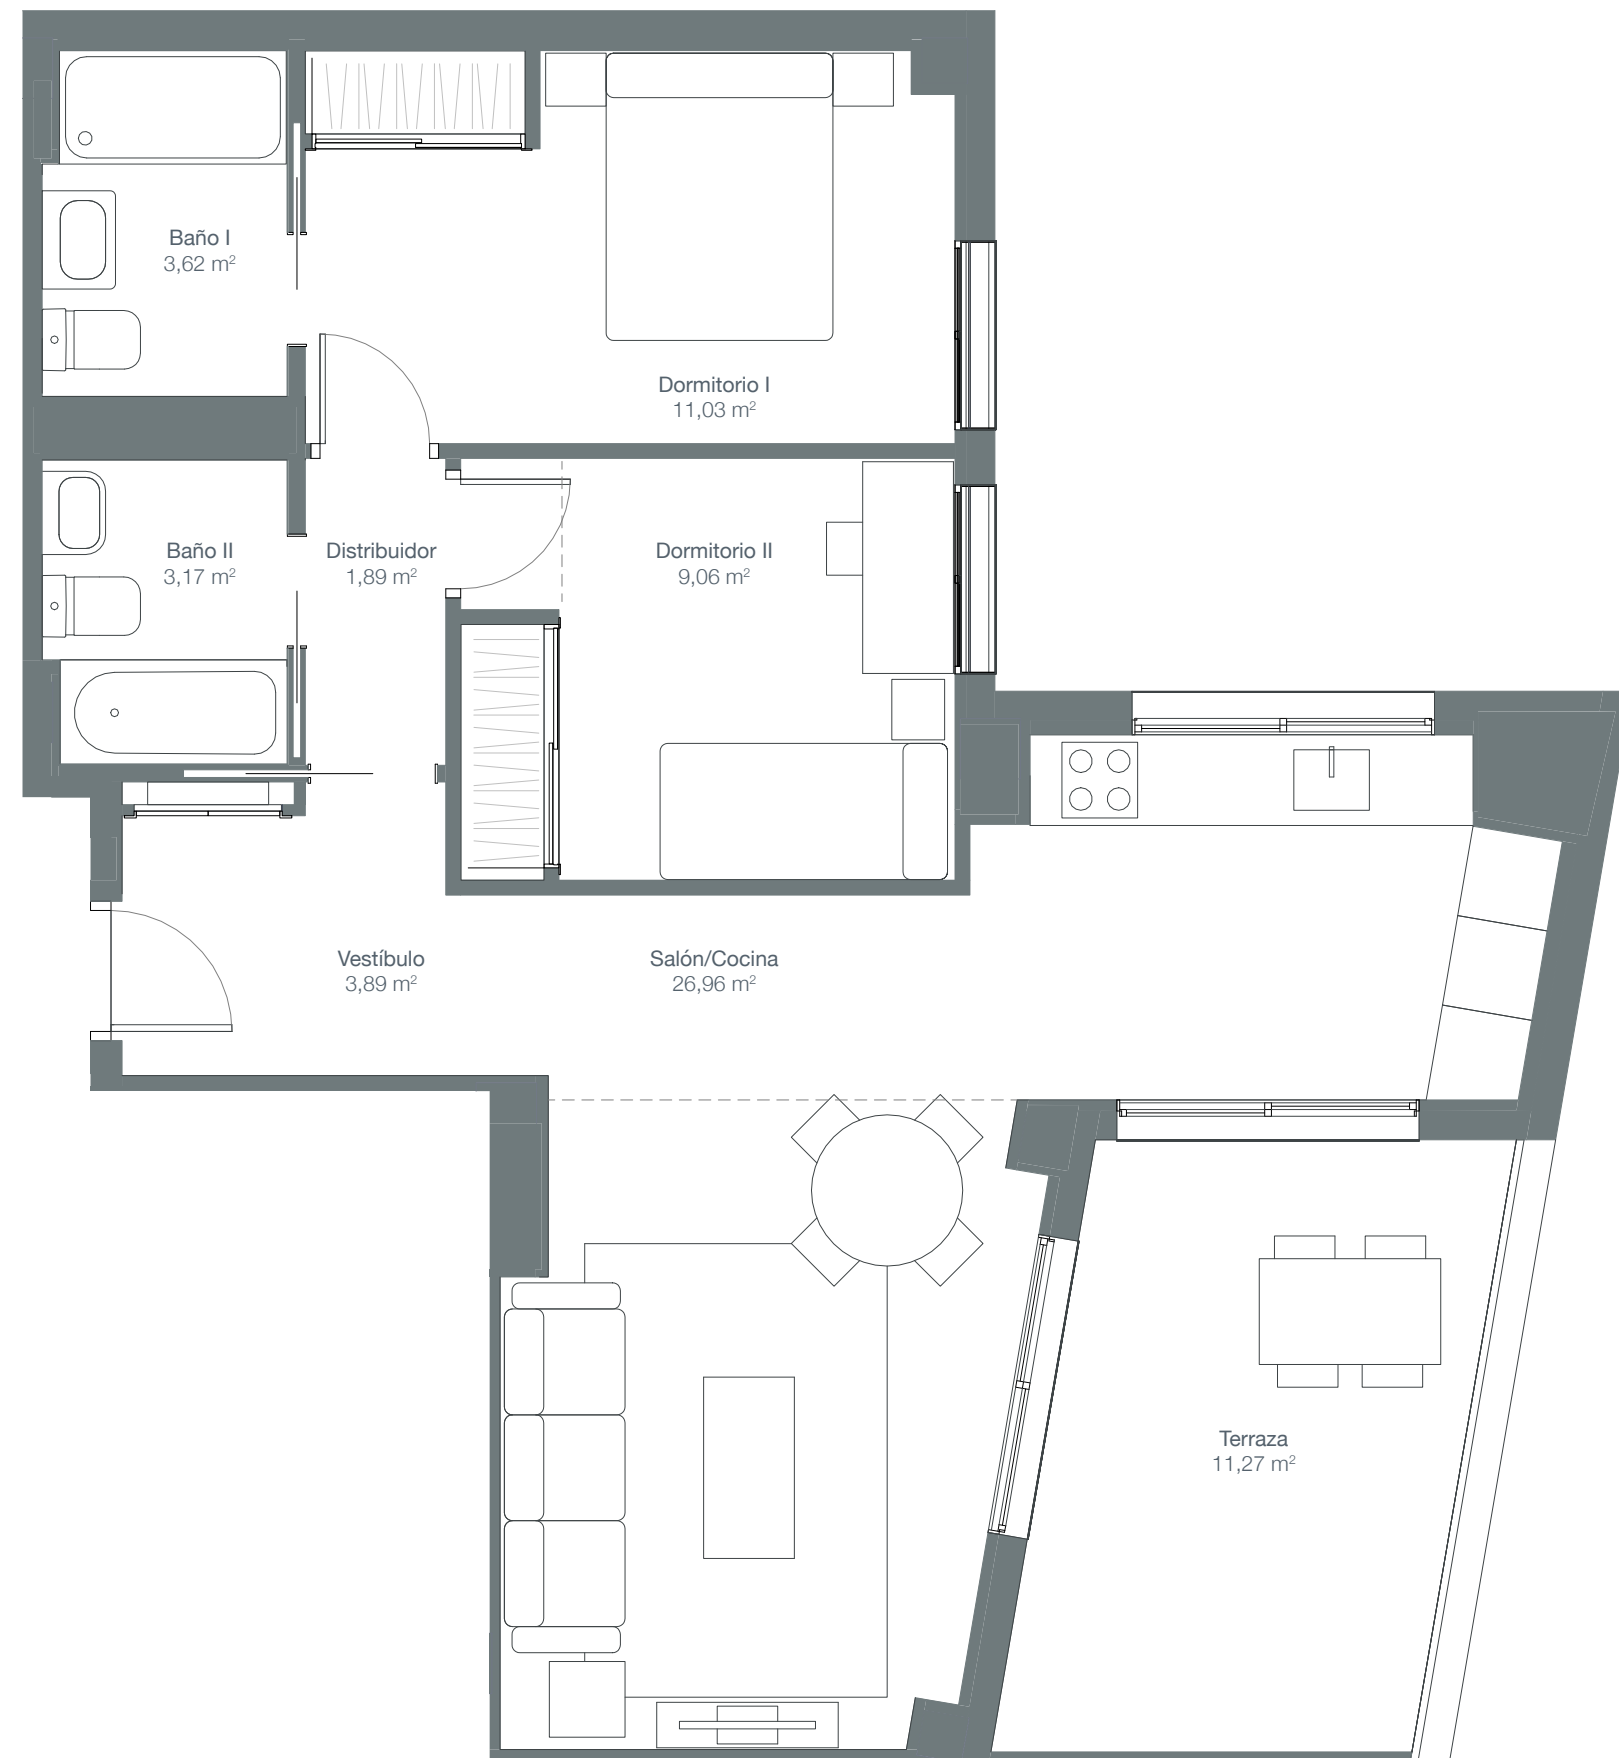 Baño I
3,62 m²
Dormitorio I
11,03 m²
Baño II
3,17 m²
Distribuidor
1,89 m²
Dormitorio II
9,06 m²
Vestíbulo
3,89 m²
Salón/Cocina
26,96 m²
Terraza
11,27 m²